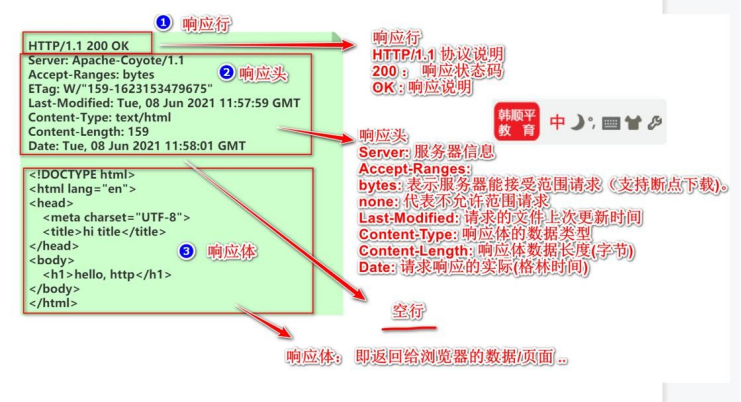 1 响应行
HTTP/1.1 200 OK
Server: Apache-Coyote/1.1
Accept-Ranges: bytes
ETag: W/"159-1623153479675"
Last-Modified: Tue, 08 Jun 2021 11:57:59 GMT
Content-Type: text/html
Content-Length: 159
Date: Tue, 08 Jun 2021 11:58:01 GMT
2 响应头
<!DOCTYPE html>
<html lang="en">
<head>
<meta charset="UTF-8">
<title>hi title</title>
</head>
<body>
<h1>hello, http</h1>
</body>
</html>
3 响应体
响应行
HTTP/1.1 协议说明
200 : 响应状态码
OK : 响应说明
韩顺平
教 育
中
响应头
Server: 服务器信息
Accept-Ranges:
bytes: 表示服务器能接受范围请求（支持断点下载)。
none: 代表不允许范围请求
Last-Modified: 请求的文件上次更新时间
Content-Type: 响应体的数据类型
Content-Length: 响应体数据长度(字节)
Date: 请求响应的实际(格林时间)
空行
响应体： 即返回给浏览器的数据/页面 ..